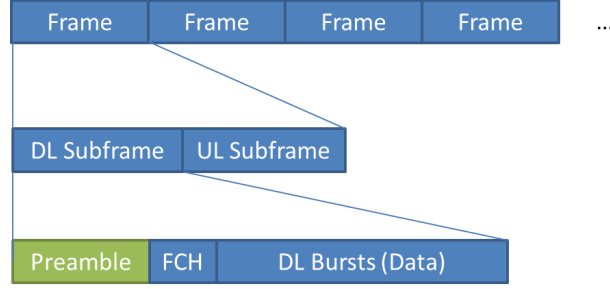 Frame Frame Frame Frame ...
DL Subframe UL Subframe
Preamble FCH DL Bursts (Data)